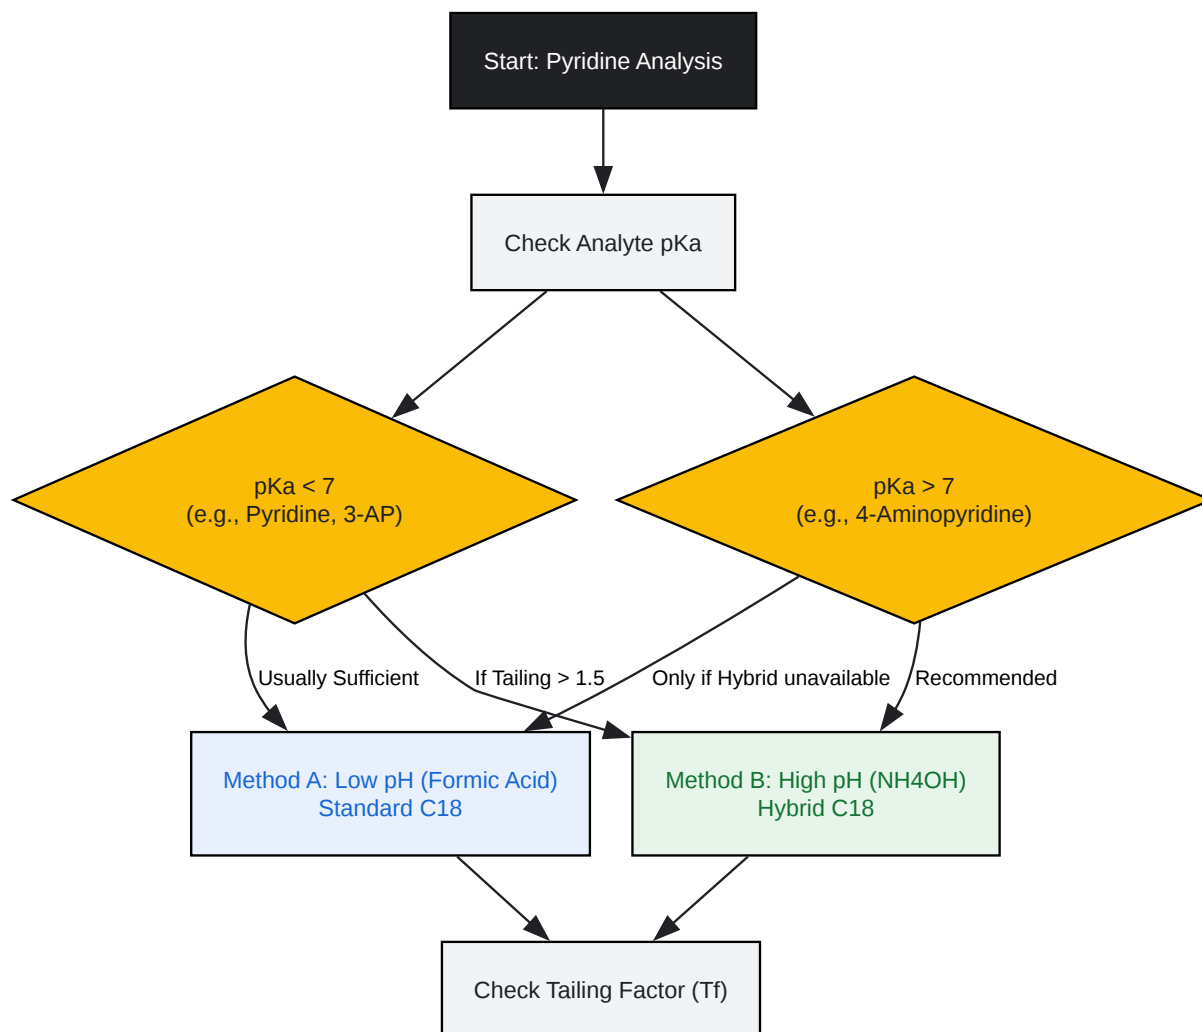 Start: Pyridine Analysis
Check Analyte pKa
pKa < 7
(e.g., Pyridine, 3-AP)
pKa > 7
(e.g., 4-Aminopyridine)
Usually Sufficient
If Tailing > 1.5
Only if Hybrid unavailable
Recommended
Method A: Low pH (Formic Acid)
Standard C18
Method B: High pH (NH4OH)
Hybrid C18
Check Tailing Factor (Tf)